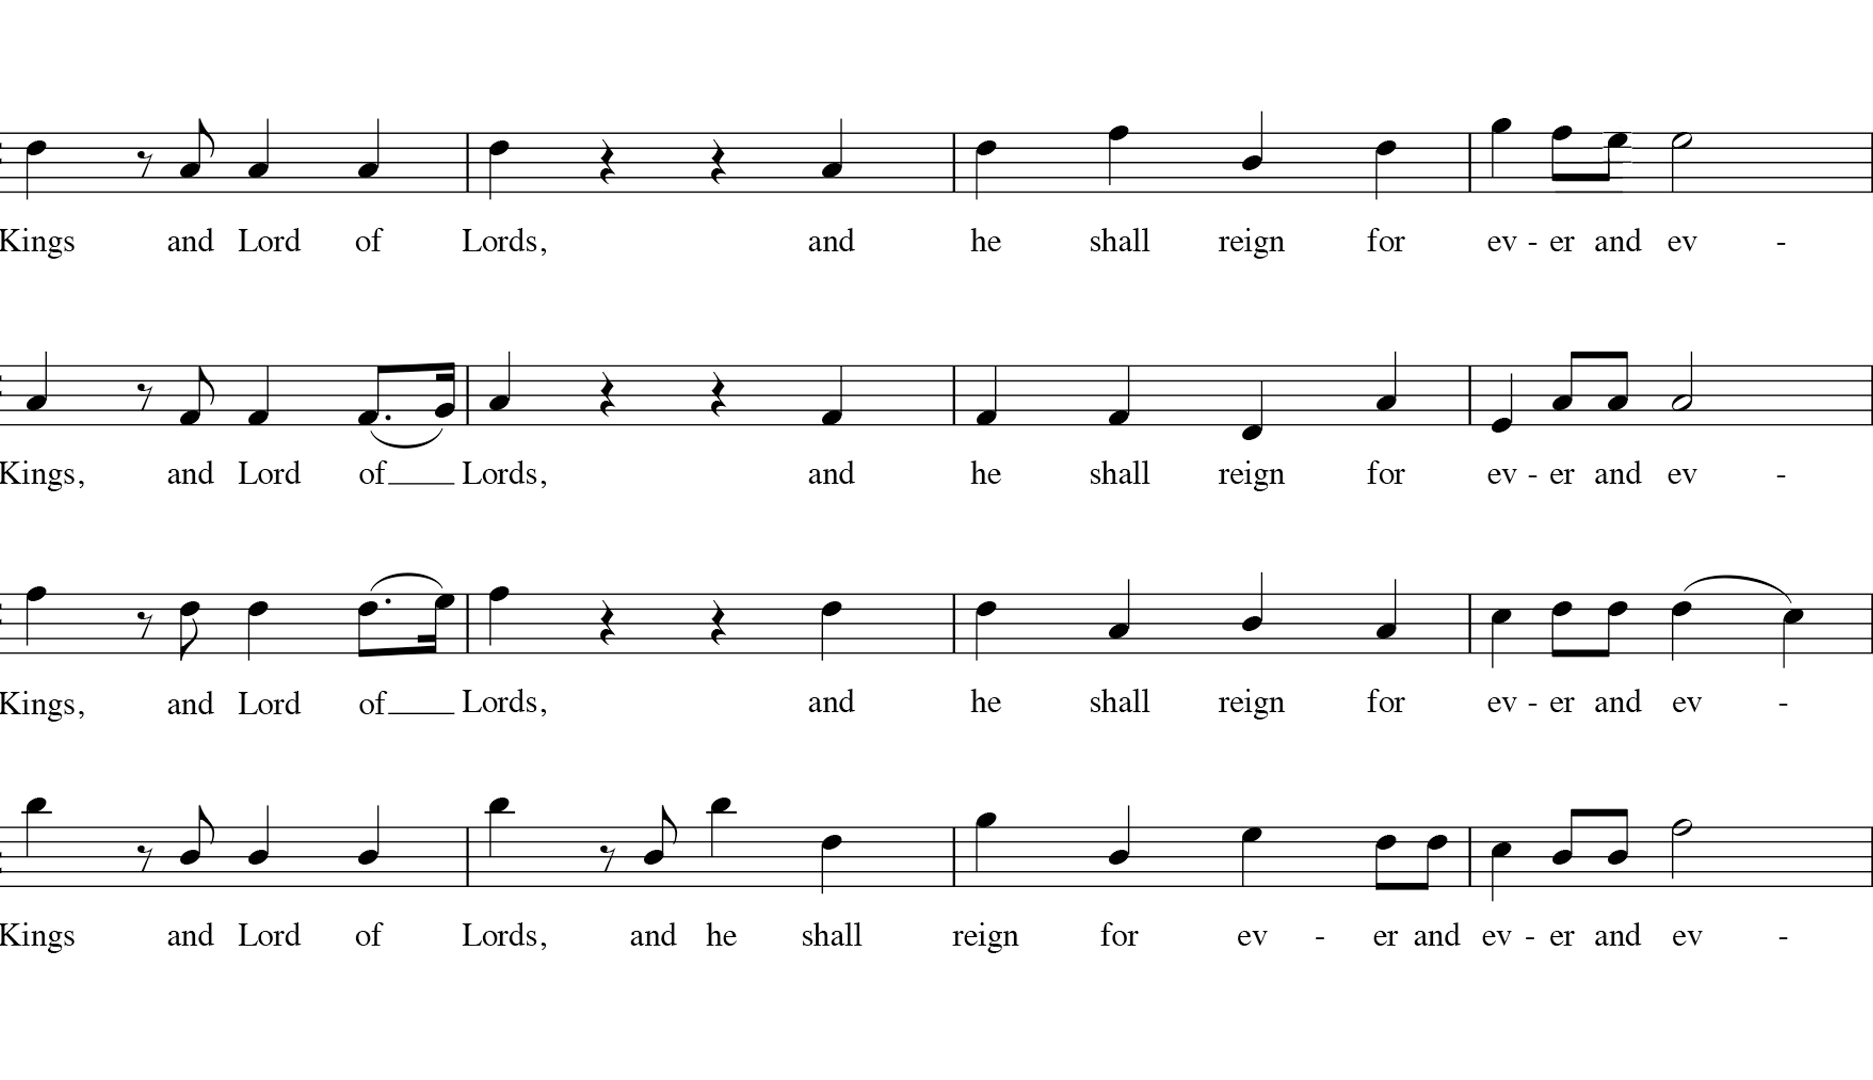 Kings and Lord of Lords, and he shall reign for ev - er and ev -
Kings, and Lord of Lords, and he shall reign for ev - er and ev -
Kings, and Lord of Lords, and he shall reign for ev - er and ev -
Kings and Lord of Lords, and he shall reign for ev - er and ev - er and ev -